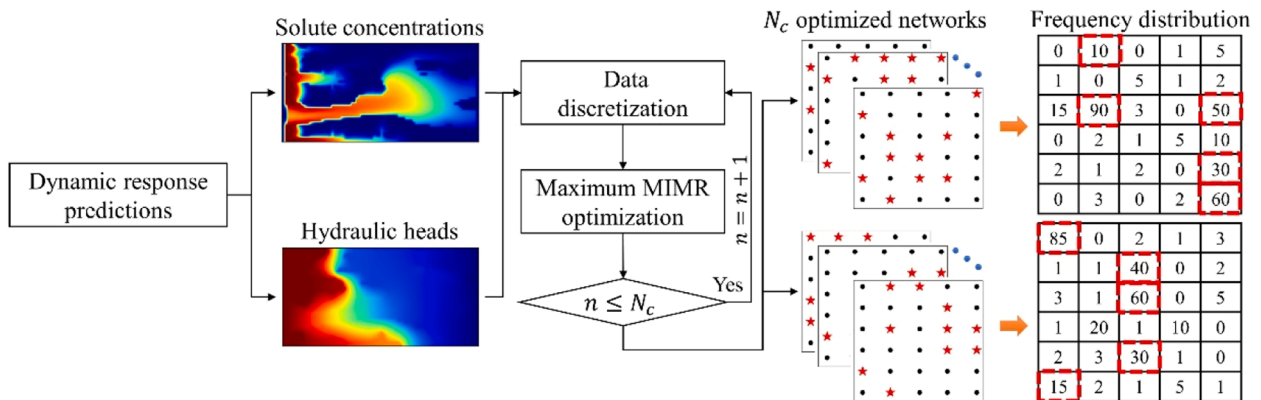 Dynamic response
predictions
Solute concentrations
Hydraulic heads
Data
discretization
Maximum MIMR
optimization
n ≤ N_c
Yes
n = n + 1
N_c optimized networks
Frequency distribution
0 10 0 1 5
1 0 5 1 2
15 90 3 0 50
0 2 1 5 10
2 1 2 0 30
0 3 0 2 60
85 0 2 1 3
1 1 40 0 2
3 1 60 0 5
1 20 1 10 0
2 3 30 1 0
15 2 1 5 1